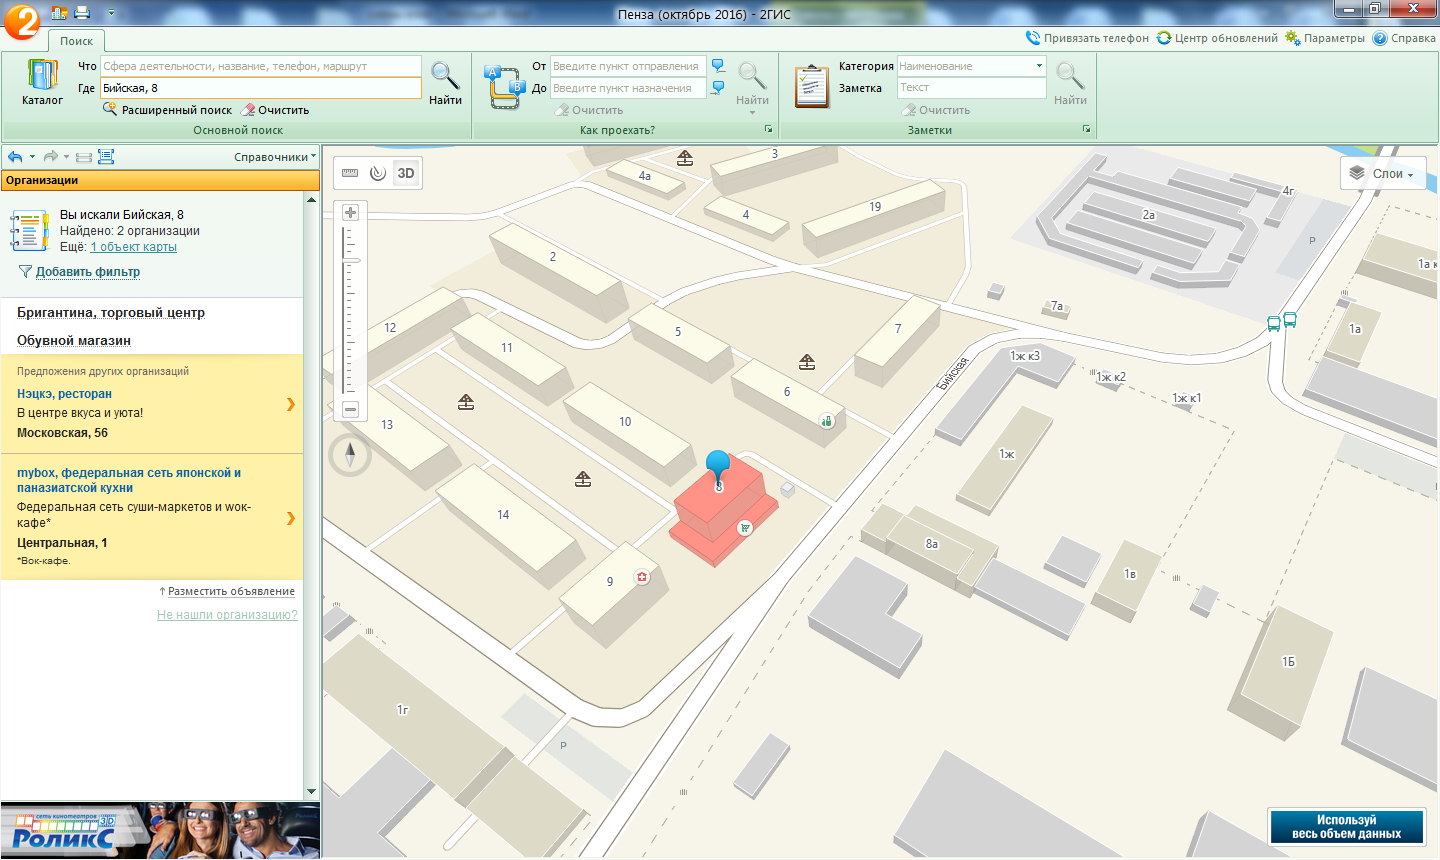 Пенза (октябрь 2016) - 2ГИС
2
Поиск
Привязать телефон
Центр обновлений
Параметры
Справка
Каталог
Что
Сфера деятельности, название, телефон, маршрут
Где
Бийская, 8
Расширенный поиск
Очистить
Найти
Основной поиск
A
B
От
Введите пункт отправления
До
Введите пункт назначения
Очистить
Найти
Как проехать?
Категория
Наименование
Заметка
Текст
Очистить
Найти
Заметки
Справочники
Организации
Вы искали Бийская, 8
Найдено: 2 организации
Ещё: 1 объект карты
Добавить фильтр
Бригантина, торговый центр
Обувной магазин
Предложения других организаций
Нэцкэ, ресторан
В центре вкуса и уюта!
Московская, 56
mybox, федеральная сеть японской и
паназиатской кухни
Федеральная сеть суши-маркетов и wок-
кафе*
Центральная, 1
*Вок-кафе.
Разместить объявление
Не нашли организацию?
сеть кинотеатров
3D
РоликС
3D
Слои
3
4а
4
19
2а
4г
P
2
1а к
7а
1а
12
11
5
7
Бийская
1ж к3
1ж к2
1ж к1
6
13
10
1ж
8
14
8а
9
1в
1Б
1г
P
Используй
весь объем данных